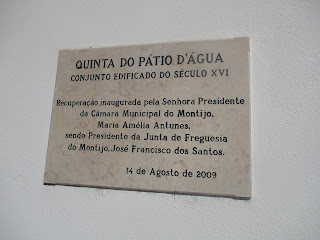 QUINTA DO PÁTIO D'ÁGUA
CONJUNTO EDIFICADO DO SÉCULO XVI
Recuperação inaugurada pela Senhora Presidente
da Câmara Municipal do Montijo,
Maria Amélia Antunes,
sendo Presidente da Junta de Freguesia
do Montijo, José Francisco dos Santos.
14 de Agosto de 2009